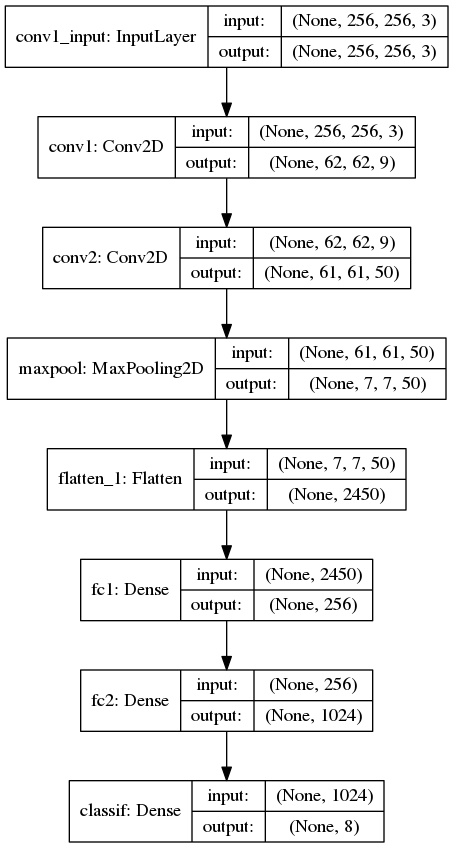 conv1_input: InputLayer
input: (None, 256, 256, 3)
output: (None, 256, 256, 3)
conv1: Conv2D
input: (None, 256, 256, 3)
output: (None, 62, 62, 9)
conv2: Conv2D
input: (None, 62, 62, 9)
output: (None, 61, 61, 50)
maxpool: MaxPooling2D
input: (None, 61, 61, 50)
output: (None, 7, 7, 50)
flatten_1: Flatten
input: (None, 7, 7, 50)
output: (None, 2450)
fc1: Dense
input: (None, 2450)
output: (None, 256)
fc2: Dense
input: (None, 256)
output: (None, 1024)
classif: Dense
input: (None, 1024)
output: (None, 8)